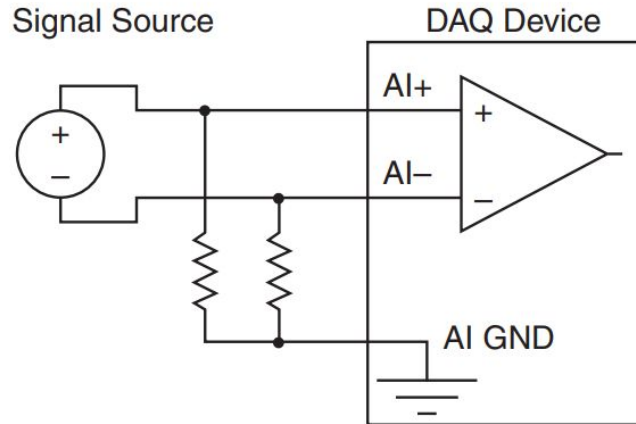 Signal Source
DAQ Device
+
–
AI+
+
AI–
–
AI GND